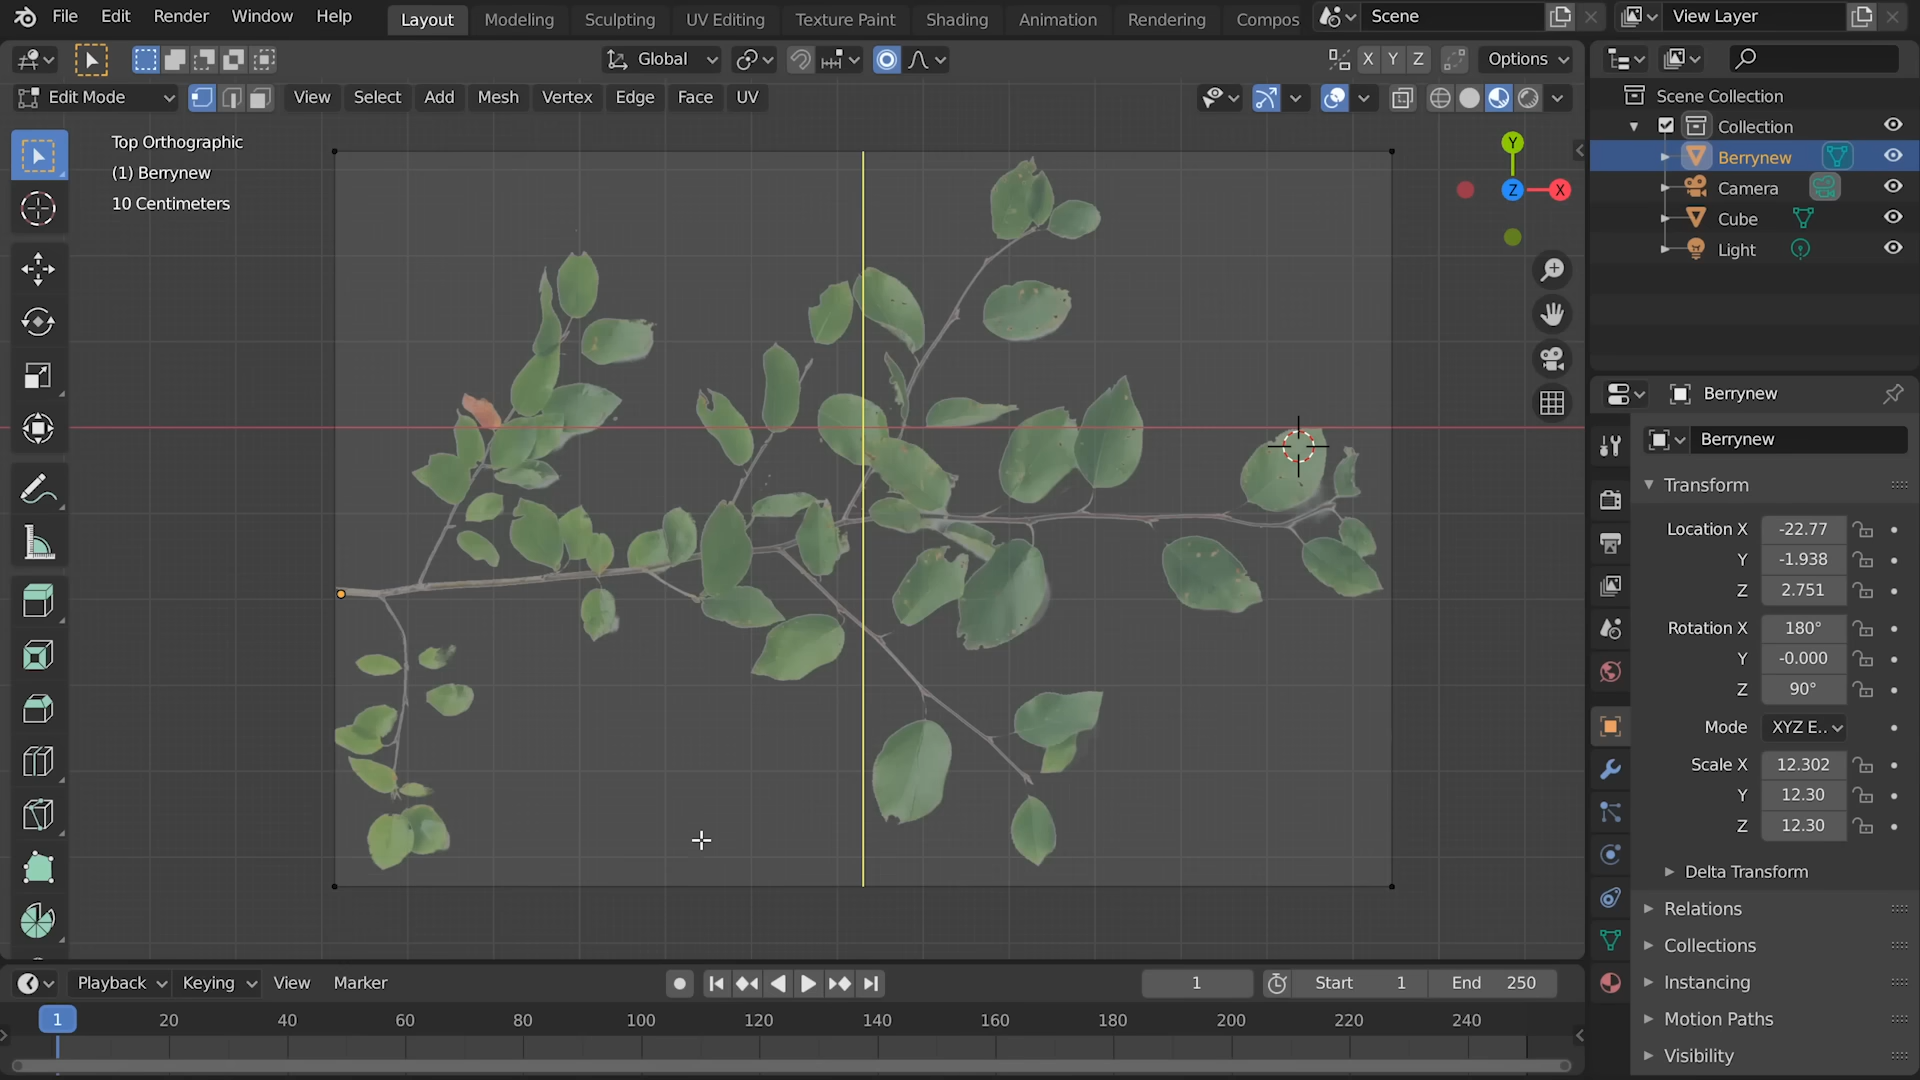 File Edit Render Window Help
Layout Modeling Sculpting UV Editing Texture Paint Shading Animation Rendering Compos
Scene
View Layer
Global
X Y Z
Options
Edit Mode
View Select Add Mesh Vertex Edge Face UV
Top Orthographic
(1) Berrynew
10 Centimeters
Y
Z
X
Scene Collection
Collection
Berrynew
Camera
Cube
Light
Berrynew
Berrynew
Transform
Location X -22.77
Y -1.938
Z 2.751
Rotation X 180°
Y -0.000
Z 90°
Mode XYZ E..
Scale X 12.302
Y 12.30
Z 12.30
Delta Transform
Relations
Collections
Instancing
Motion Paths
Visibility
Playback Keying View Marker
1
Start 1
End 250
1 20 40 60 80 100 120 140 160 180 200 220 240